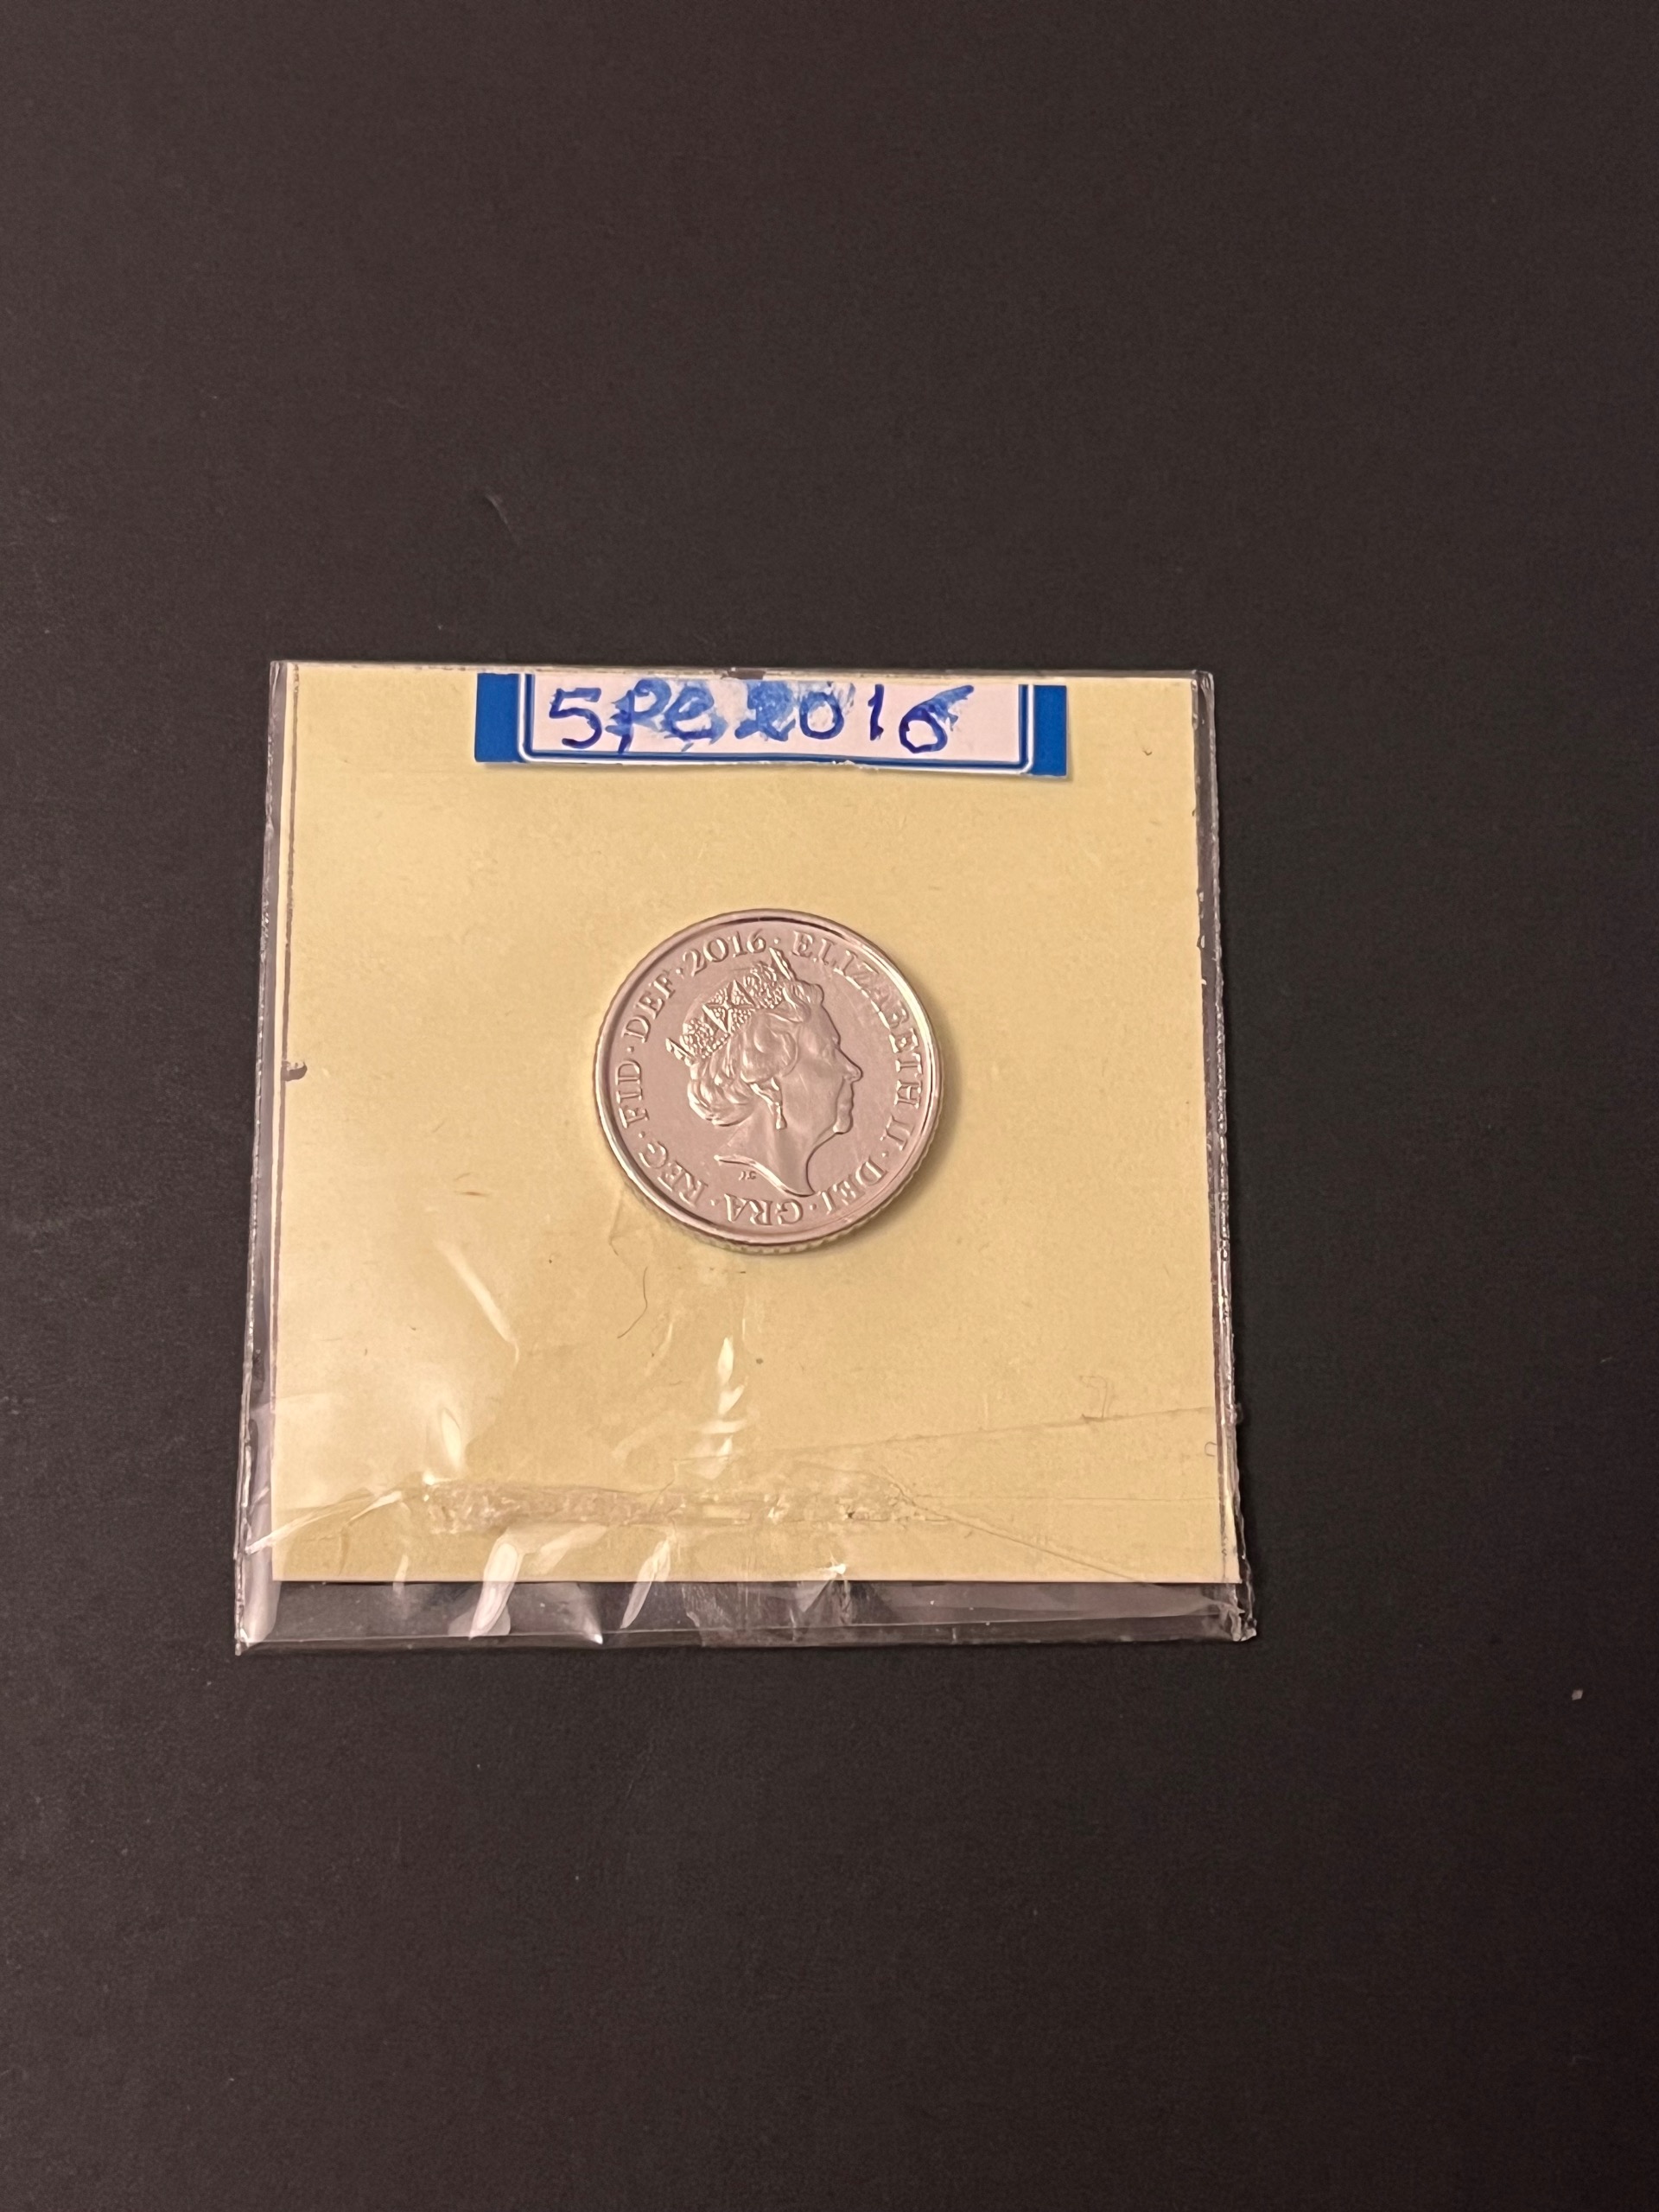 5pe 2016
ELIZABETH II · DEI · GRA · REG · FID · DEF · 2016 ·
J.C